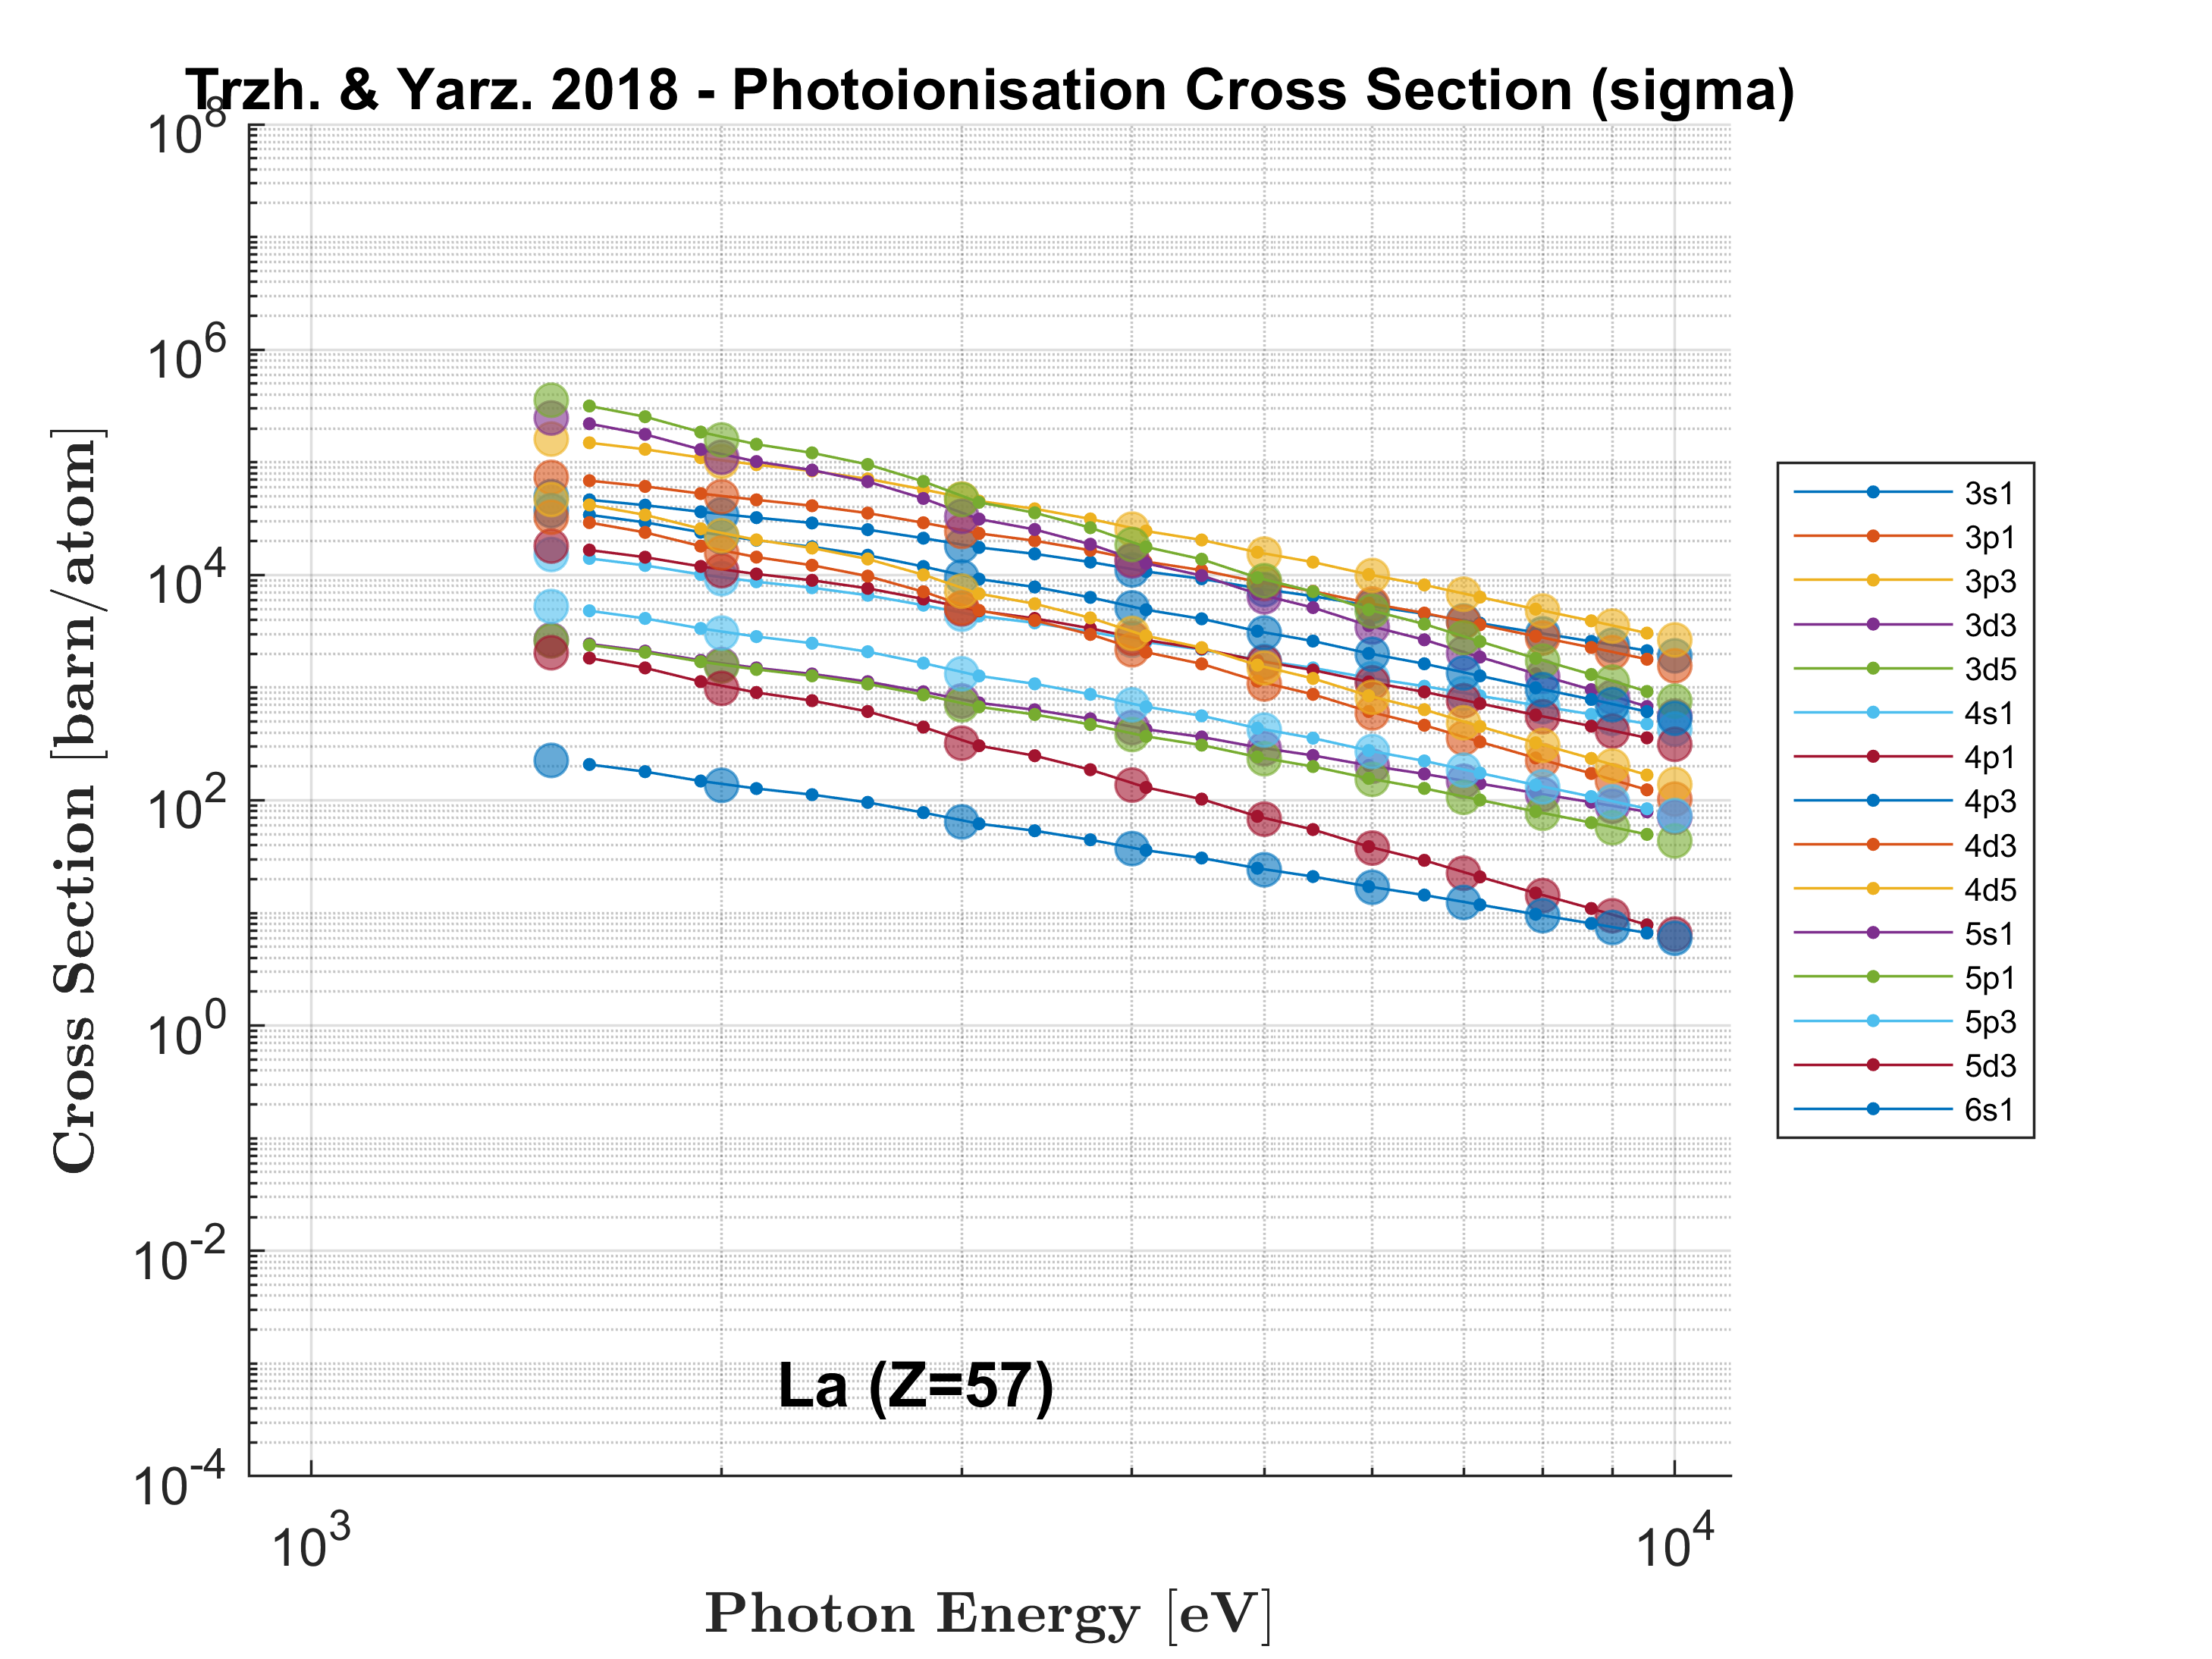 Trzh. & Yarz. 2018 - Photoionisation Cross Section (sigma)
10^8
10^6
10^4
10^2
10^0
10^-2
10^-4
Cross Section [barn/atom]
La (Z=57)
10^3
10^4
Photon Energy [eV]
3s1
3p1
3p3
3d3
3d5
4s1
4p1
4p3
4d3
4d5
5s1
5p1
5p3
5d3
6s1